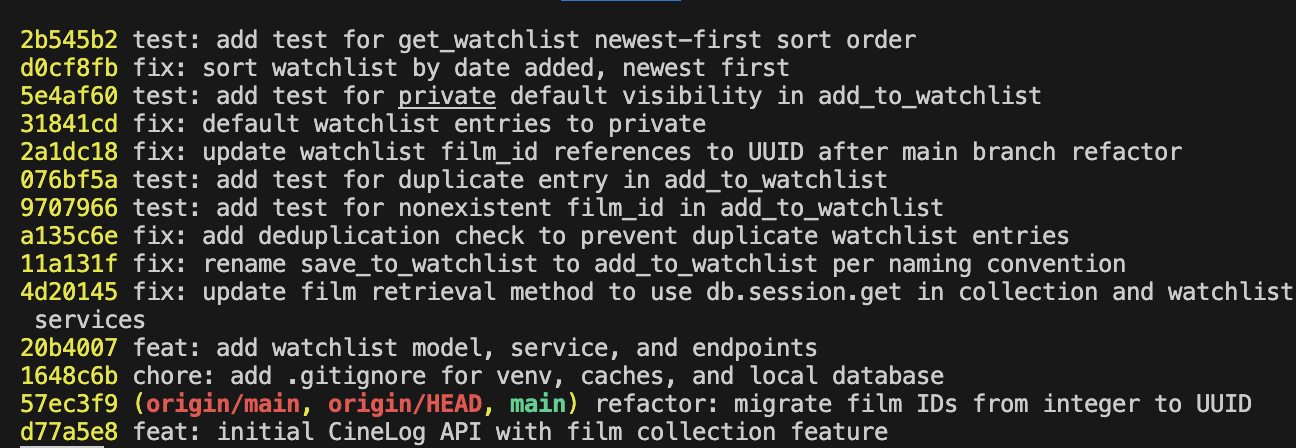 2b545b2 test: add test for get_watchlist newest-first sort order
d0cf8fb fix: sort watchlist by date added, newest first
5e4af60 test: add test for private default visibility in add_to_watchlist
31841cd fix: default watchlist entries to private
2a1dc18 fix: update watchlist film_id references to UUID after main branch refactor
076bf5a test: add test for duplicate entry in add_to_watchlist
9707966 test: add test for nonexistent film_id in add_to_watchlist
a135c6e fix: add deduplication check to prevent duplicate watchlist entries
11a131f fix: rename save_to_watchlist to add_to_watchlist per naming convention
4d20145 fix: update film retrieval method to use db.session.get in collection and watchlist
services
20b4007 feat: add watchlist model, service, and endpoints
1648c6b chore: add .gitignore for venv, caches, and local database
57ec3f9 (origin/main, origin/HEAD, main) refactor: migrate film IDs from integer to UUID
d77a5e8 feat: initial CineLog API with film collection feature